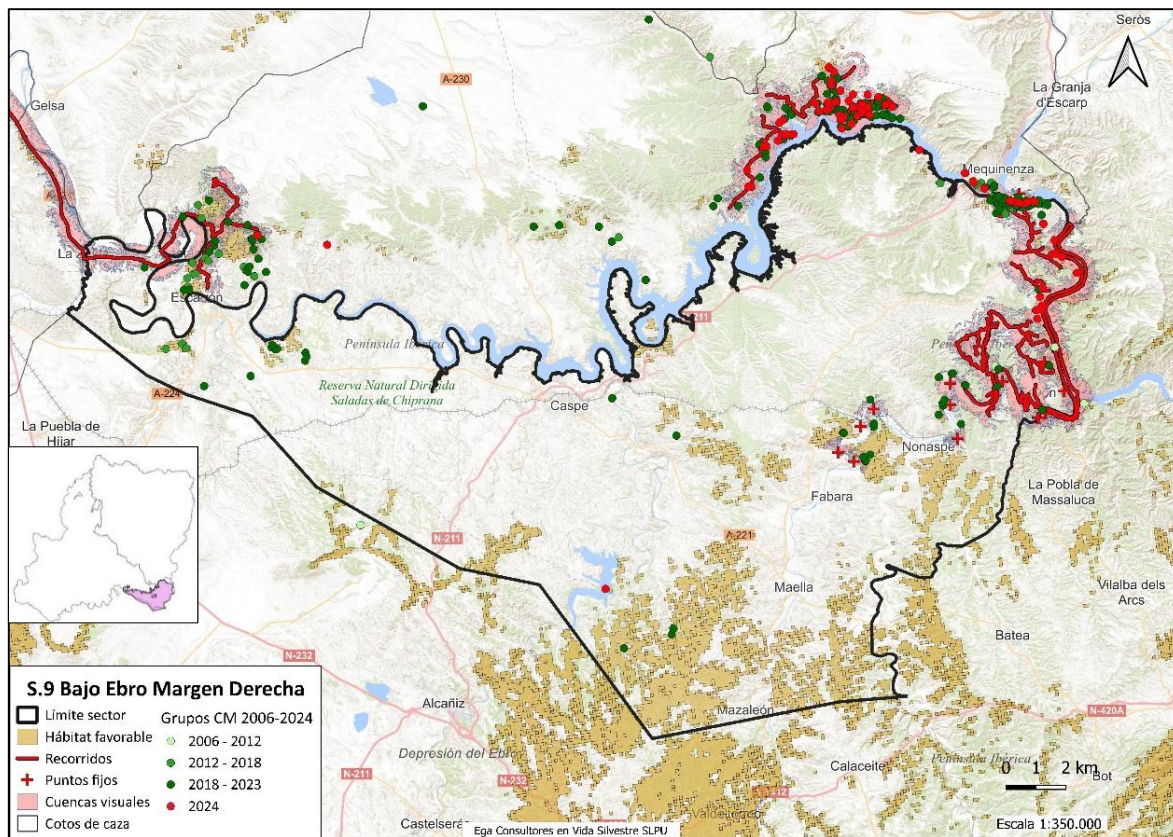 Seròs
A-230
Gelsa
La Granja
d'Escarp
Mequinenza
La
Escatrón
211
Península Ibérica
Reserva Natural Dirigida
Saladas de Chiprana
A-224
Caspe
La Puebla de
Híjar
Nonaspe
Fabara
La Pobla de
Massaluca
N-211
A-221
Maella
Vilalba dels
Arcs
Batea
N-232
S.9 Bajo Ebro Margen Derecha
Límite sector
Hábitat favorable
Recorridos
Puntos fijos
Cuencas visuales
Cotos de caza
Grupos CM 2006-2024
2006 - 2012
2012 - 2018
2018 - 2023
2024
Alcañiz
Mazaleón
N-420A
Depresión del Ebro
N-211
N-232
Calaceite
Península Ibérica
0 1 2 km
Bot
Castelserás
Ega Consultores en Vida Silvestre SLPU
Escala 1:350.000